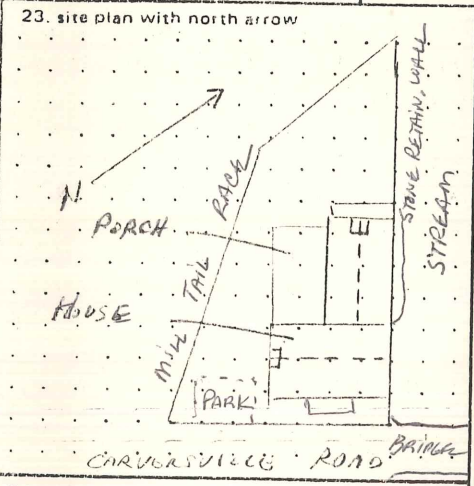 23. site plan with north arrow
STONE RETAIN. WALL
STREAM
N
MILL TAIL RACE
PORCH
HOUSE
PARK
BRIDGE
CARVERSVILLE ROAD